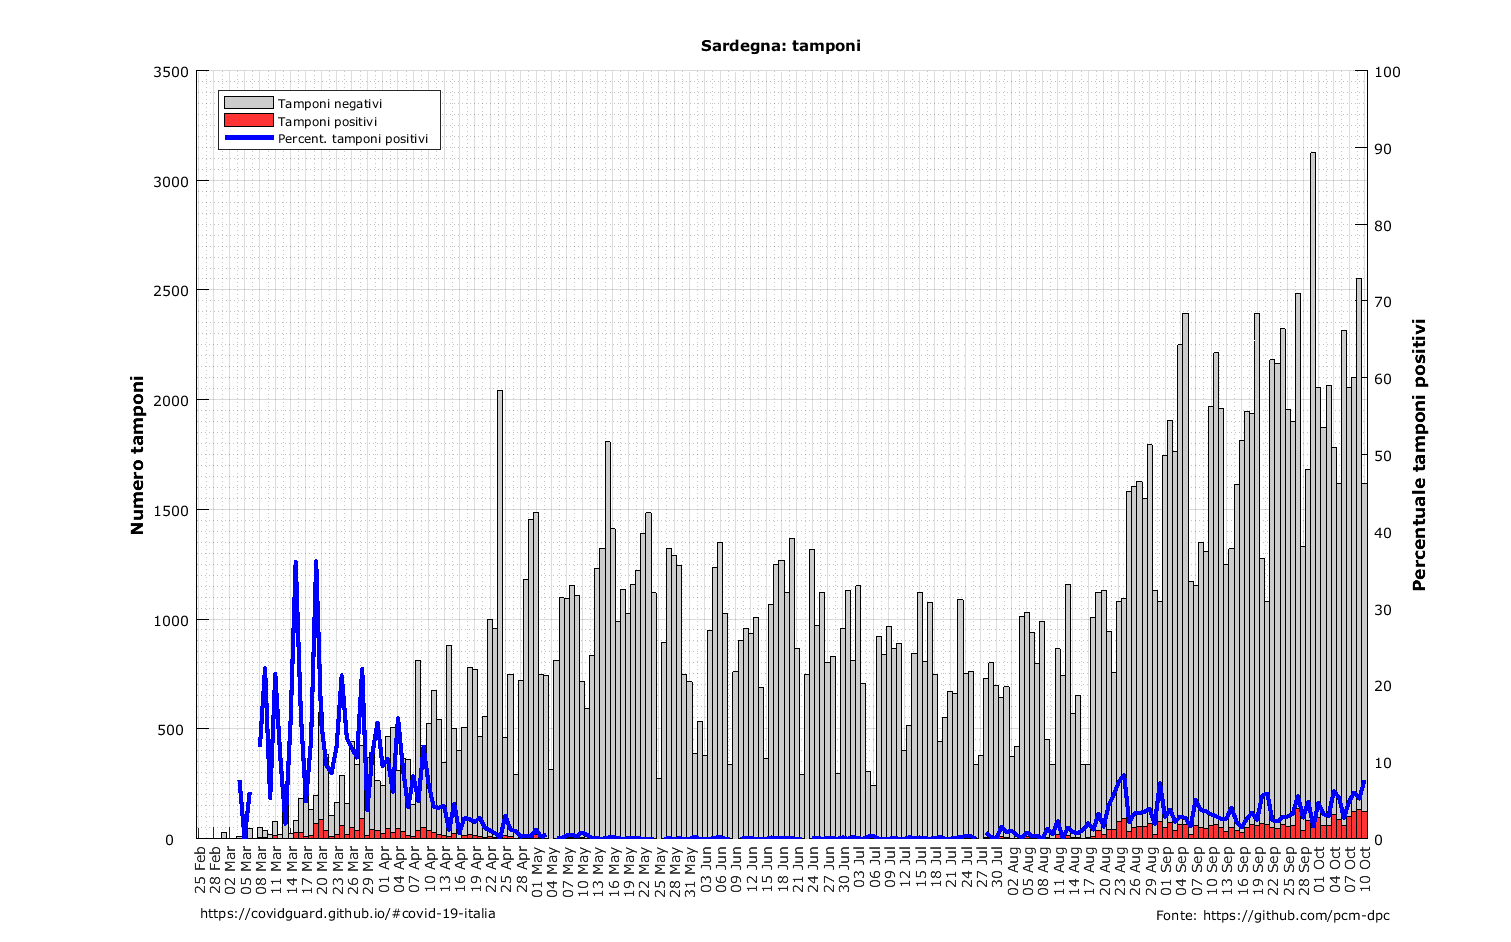 Sardegna: tamponi
Tamponi negativi
Tamponi positivi
Percent. tamponi positivi
Numero tamponi
3500
3000
2500
2000
1500
1000
500
0
Percentuale tamponi positivi
100
90
80
70
60
50
40
30
20
10
0
25 Feb
28 Feb
02 Mar
05 Mar
08 Mar
11 Mar
14 Mar
17 Mar
20 Mar
23 Mar
26 Mar
29 Mar
01 Apr
04 Apr
07 Apr
10 Apr
13 Apr
16 Apr
19 Apr
22 Apr
25 Apr
28 Apr
01 May
04 May
07 May
10 May
13 May
16 May
19 May
22 May
25 May
28 May
31 May
03 Jun
06 Jun
09 Jun
12 Jun
15 Jun
18 Jun
21 Jun
24 Jun
27 Jun
30 Jun
03 Jul
06 Jul
09 Jul
12 Jul
15 Jul
18 Jul
21 Jul
24 Jul
27 Jul
30 Jul
02 Aug
05 Aug
08 Aug
11 Aug
14 Aug
17 Aug
20 Aug
23 Aug
26 Aug
29 Aug
01 Sep
04 Sep
07 Sep
10 Sep
13 Sep
16 Sep
19 Sep
22 Sep
25 Sep
28 Sep
01 Oct
04 Oct
07 Oct
10 Oct
https://covidguard.github.io/#covid-19-italia
Fonte: https://github.com/pcm-dpc